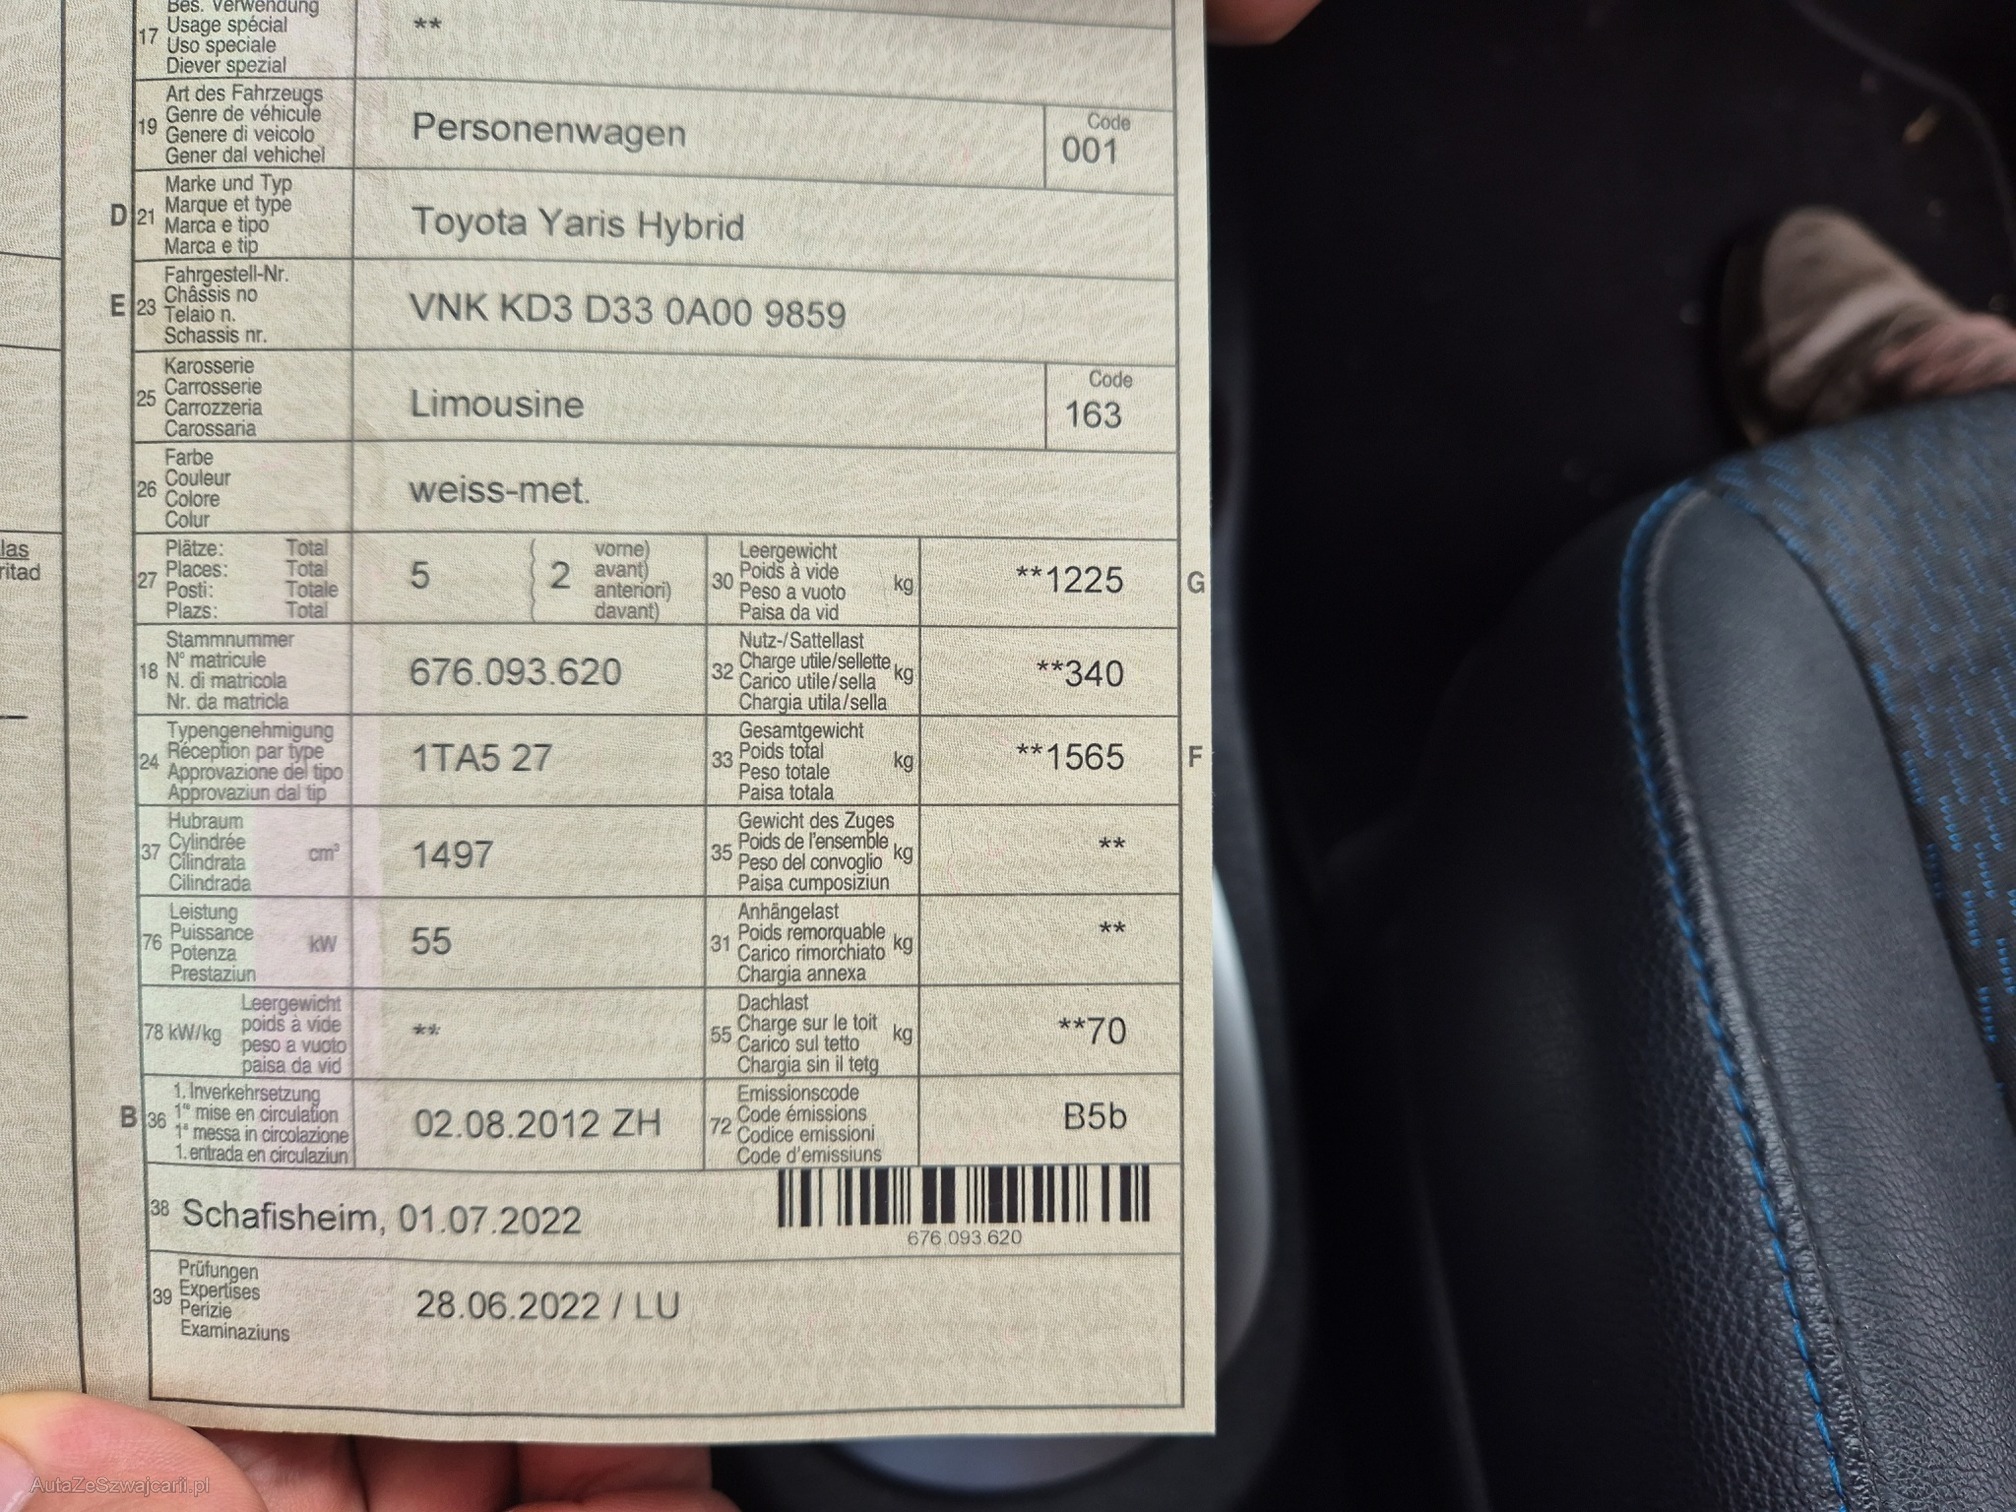 Bes. Verwendung
17 Usage spécial **
Uso speciale
Diever spezial
Art des Fahrzeugs
19 Genre de véhicule Personenwagen Code
Genere di veicolo 001
Gener dal vehichel
Marke und Typ
D 21 Marque et type Toyota Yaris Hybrid
Marca e tipo
Marca e tip
Fahrgestell-Nr.
E 23 Châssis no VNK KD3 D33 0A00 9859
Telaio n.
Schassis nr.
Karosserie
25 Carrosserie Limousine Code
Carrozzeria 163
Carossaria
Farbe
26 Couleur weiss-met.
Colore
Colur
las
ritad
27 Plätze: Total 5 ( 2 vorne)
Places: Total avant)
Posti: Totale anteriori)
Plazs: Total davant)
30 Leergewicht
Poids à vide kg **1225 G
Peso a vuoto
Paisa da vid
Stammnummer
18 N° matricule 676.093.620
N. di matricola
Nr. da matricla
Nutz-/Sattellast
32 Charge utile/sellette kg **340
Carico utile/sella
Chargia utila/sella
Typengenehmigung
24 Réception par type 1TA5 27
Approvazione del tipo
Approvaziun dal tip
Gesamtgewicht
33 Poids total kg **1565 F
Peso totale
Paisa totala
Hubraum
37 Cylindrée cm³ 1497
Cilindrata
Cilindrada
Gewicht des Zuges
35 Poids de l'ensemble kg **
Peso del convoglio
Paisa cumposiziun
Leistung
76 Puissance kW 55
Potenza
Prestaziun
Anhängelast
31 Poids remorquable kg **
Carico rimorchiato
Chargia annexa
Leergewicht
78 kW/kg poids à vide **
peso a vuoto
paisa da vid
Dachlast
55 Charge sur le toit kg **70
Carico sul tetto
Chargia sin il tetg
1. Inverkehrsetzung
B 36 1re mise en circulation 02.08.2012 ZH
1a messa in circolazione
1. entrada en circulaziun
Emissionscode
72 Code émissions B5b
Codice emissioni
Code d'emissiuns
38 Schafisheim, 01.07.2022
676.093.620
Prüfungen
39 Expertises 28.06.2022 / LU
Perizie
Examinaziuns
AutaZeSzwajcarii.pl